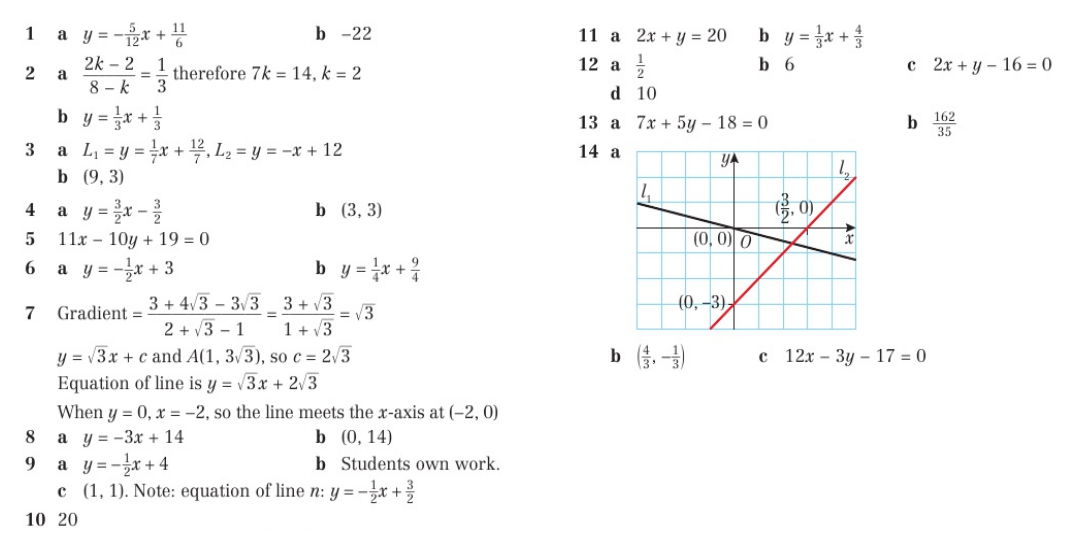 1 a y = −5/12x + 11/6 b −22
2 a (2k − 2)/(8 − k) = 1/3 therefore 7k = 14, k = 2
b y = 1/3x + 1/3
3 a L₁ = y = 1/7x + 12/7, L₂ = y = −x + 12
b (9, 3)
4 a y = 3/2x − 3/2 b (3, 3)
5 11x − 10y + 19 = 0
6 a y = −1/2x + 3 b y = 1/4x + 9/4
7 Gradient = (3 + 4√3 − 3√3)/(2 + √3 − 1) = (3 + √3)/(1 + √3) = √3
y = √3x + c and A(1, 3√3), so c = 2√3
Equation of line is y = √3x + 2√3
When y = 0, x = −2, so the line meets the x-axis at (−2, 0)
8 a y = −3x + 14 b (0, 14)
9 a y = −1/2x + 4 b Students own work.
c (1, 1). Note: equation of line n: y = −1/2x + 3/2
10 20
11 a 2x + y = 20 b y = 1/3x + 4/3
12 a 1/2 b 6 c 2x + y − 16 = 0
d 10
13 a 7x + 5y − 18 = 0 b 162/35
14 a
y
l₂
l₁
(3/2, 0)
(0, 0) O x
(0, −3)
b (4/3, −1/3) c 12x − 3y − 17 = 0